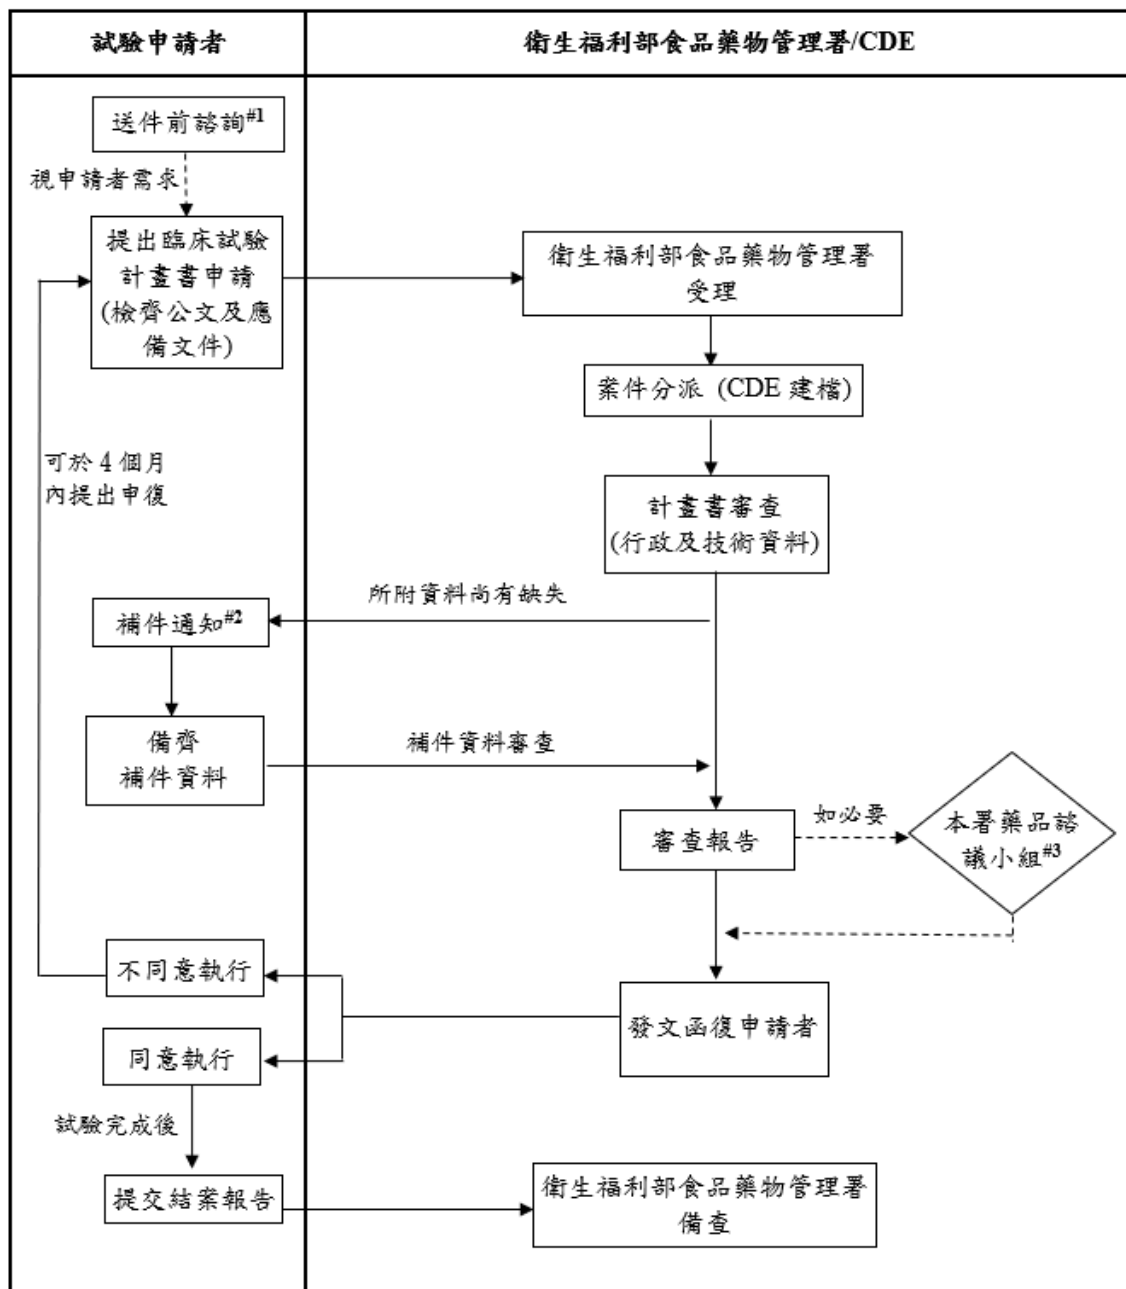 試驗申請者
衛生福利部食品藥物管理署/CDE
送件前諮詢#1
視申請者需求
提出臨床試驗
計畫書申請
(檢齊公文及應
備文件)
衛生福利部食品藥物管理署
受理
案件分派 (CDE 建檔)
可於 4 個月
內提出申復
計畫書審查
(行政及技術資料)
所附資料尚有缺失
補件通知#2
備齊
補件資料
補件資料審查
審查報告
如必要
本署藥品諮
議小組#3
不同意執行
發文函復申請者
同意執行
試驗完成後
提交結案報告
衛生福利部食品藥物管理署
備查